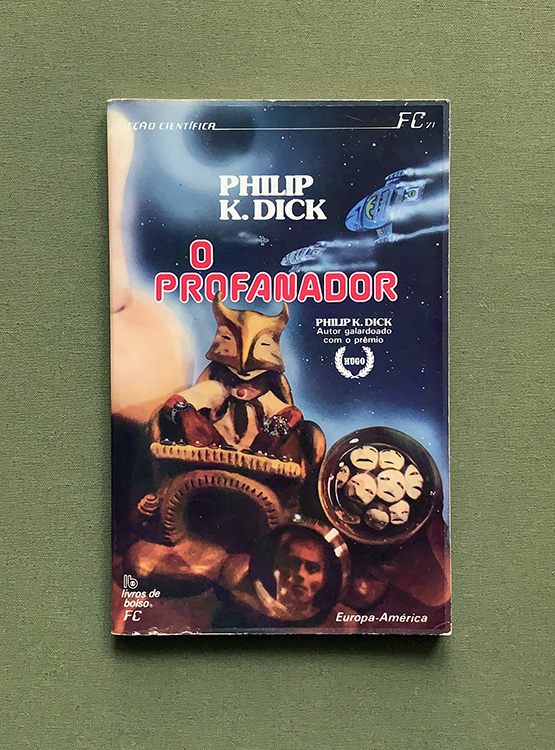 CÇÃO CIENTÍFICA
FC 71
PHILIP
K. DICK
O
PROFANADOR
PHILIP K. DICK
Autor galardoado
com o prémio
HUGO
lb
livros de
bolso
FC
Europa-América